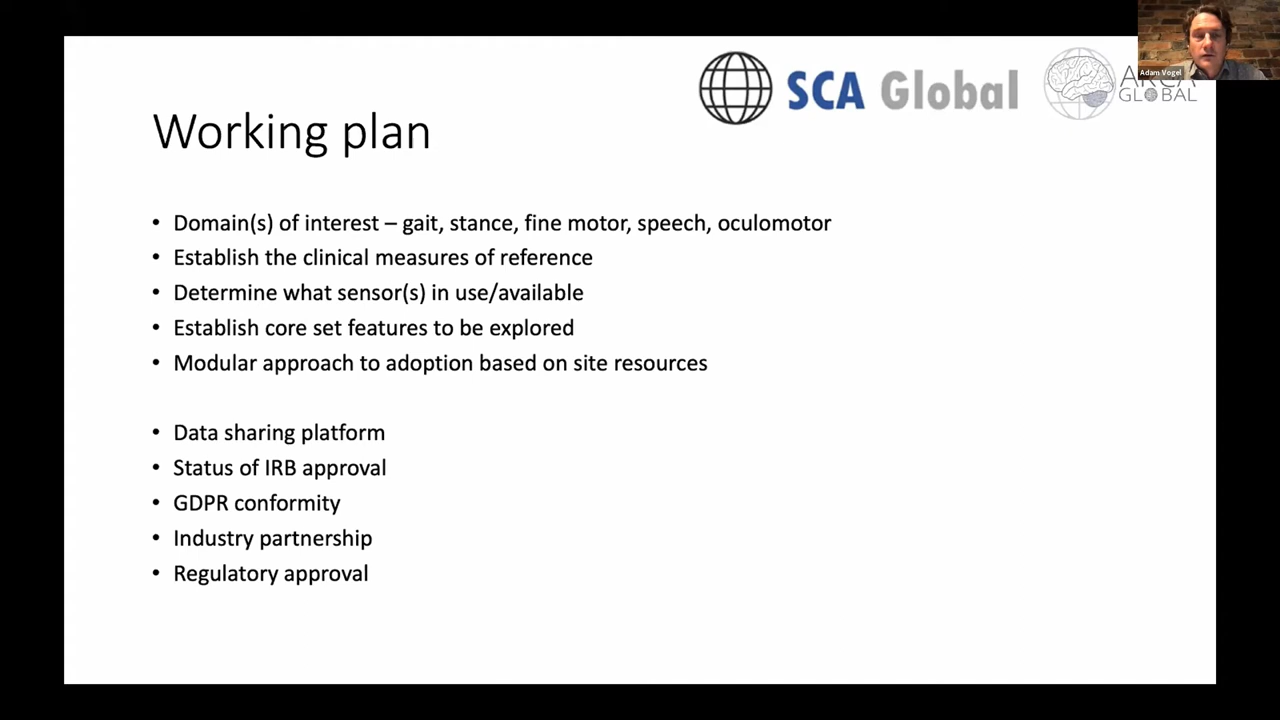 SCA Global
Adam Vogel
GLOBAL
Working plan
• Domain(s) of interest – gait, stance, fine motor, speech, oculomotor
• Establish the clinical measures of reference
• Determine what sensor(s) in use/available
• Establish core set features to be explored
• Modular approach to adoption based on site resources
• Data sharing platform
• Status of IRB approval
• GDPR conformity
• Industry partnership
• Regulatory approval